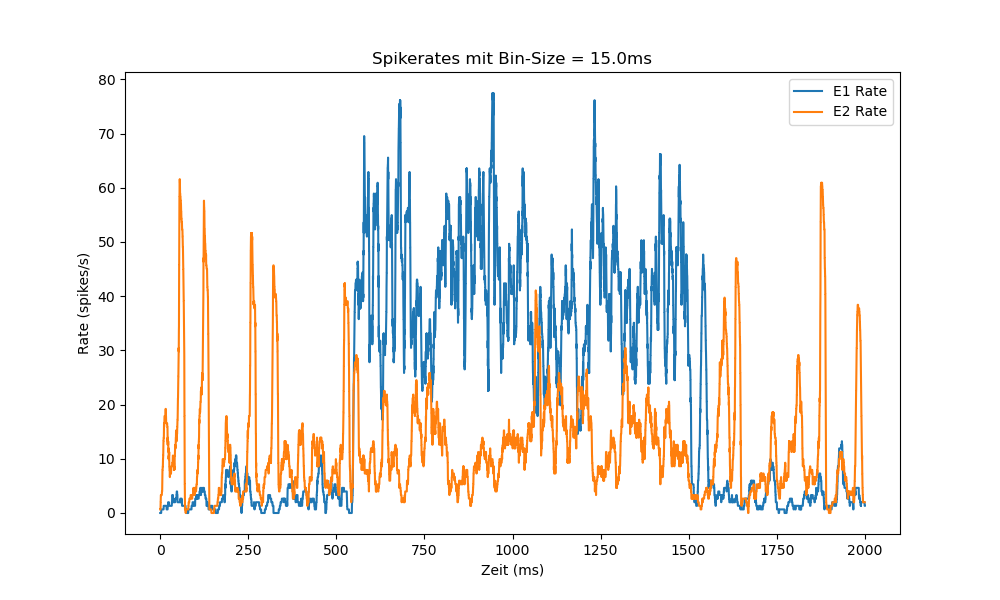 Spikerates mit Bin-Size = 15.0ms
E1 Rate
E2 Rate
80
70
60
50
40
30
20
10
0
Rate (spikes/s)
0 250 500 750 1000 1250 1500 1750 2000
Zeit (ms)